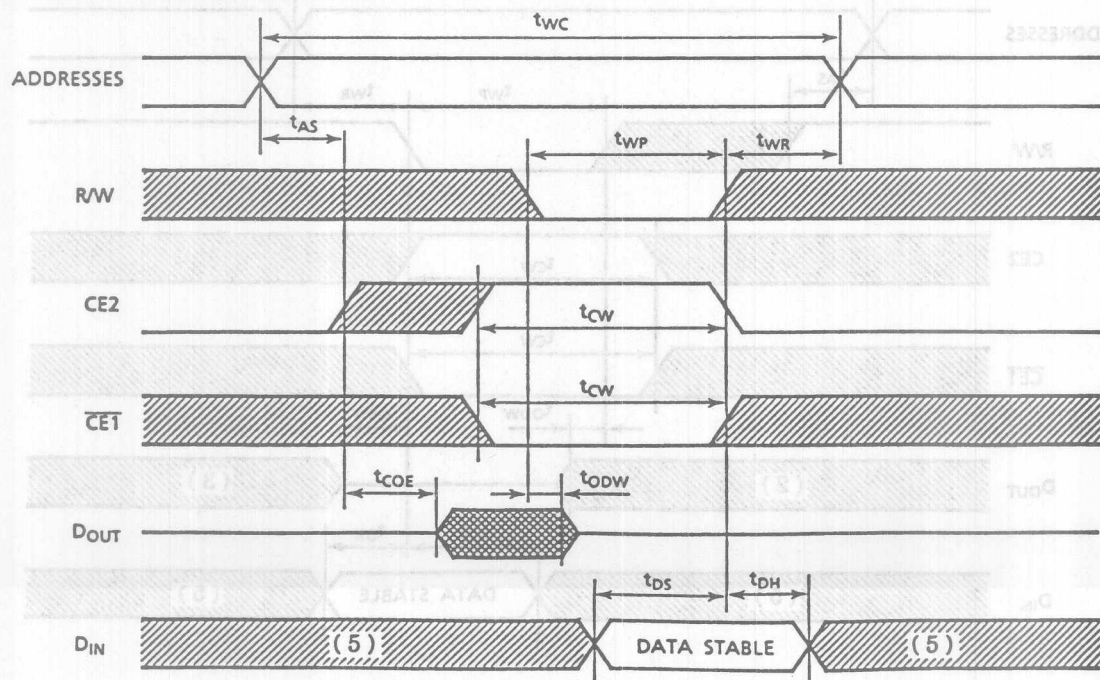 tWC
ADDRESSES
tAS
tWP
tWR
R/W
CE2
tCW
tCW
CE1
tCOE
tODW
DOUT
tDS
tDH
DIN
(5)
DATA STABLE
(5)